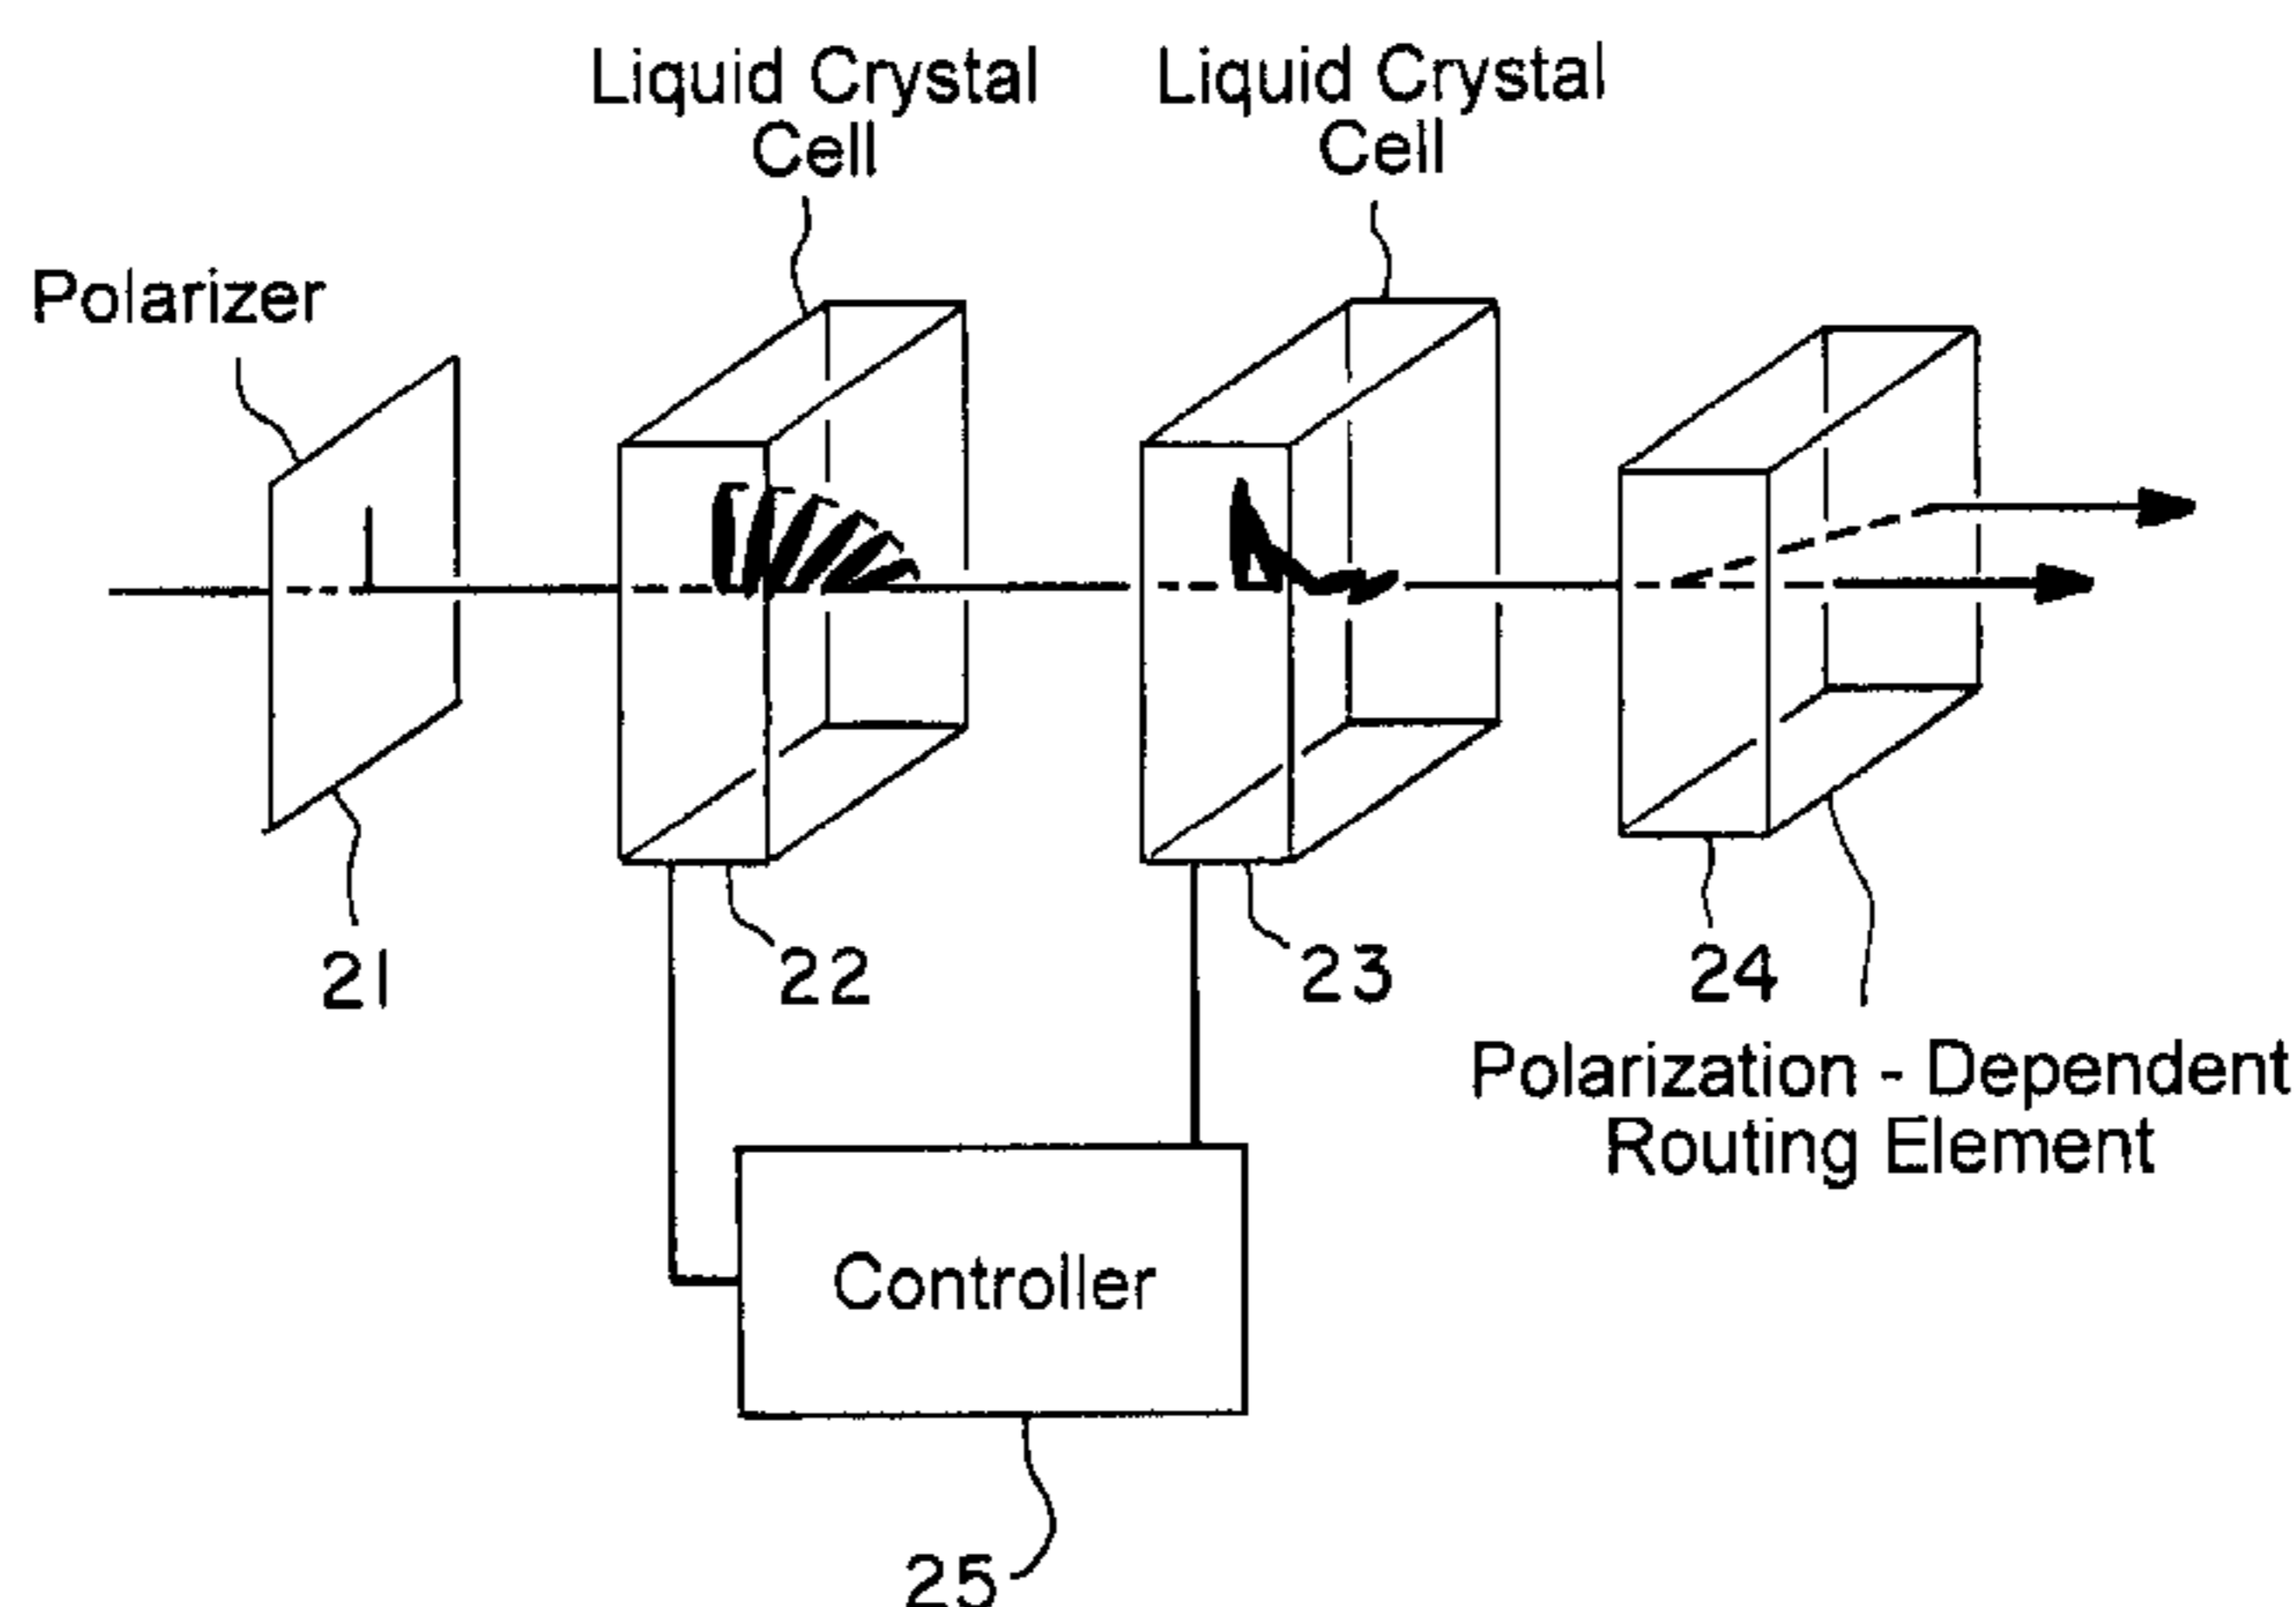 Liquid Crystal
Cell
Liquid Crystal
Cell
Polarizer
21
22
23
24
Polarization - Dependent
Routing Element
Controller
25